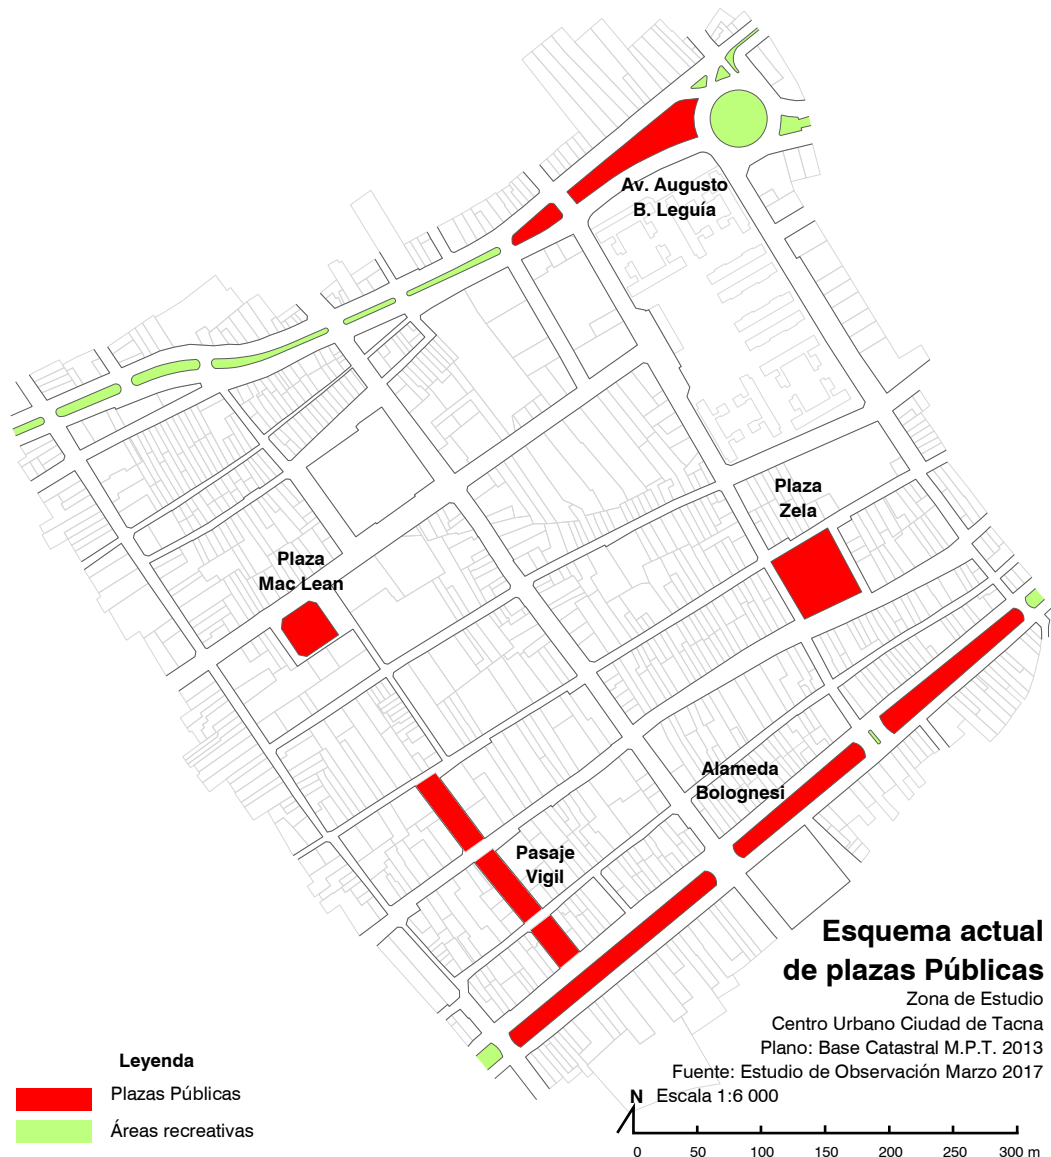 Av. Augusto
B. Leguía
Plaza
Zela
Plaza
Mac Lean
Alameda
Bolognesi
Pasaje
Vigil
Esquema actual
de plazas Públicas
Zona de Estudio
Centro Urbano Ciudad de Tacna
Plano: Base Catastral M.P.T. 2013
Fuente: Estudio de Observación Marzo 2017
N Escala 1:6 000
0 50 100 150 200 250 300 m
Leyenda
Plazas Públicas
Áreas recreativas